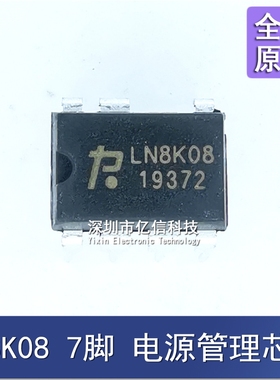 全
原
LN8K08
19372
深圳市亿信科技
Yixin Electronic Technology
K08 7脚 电源管理芯